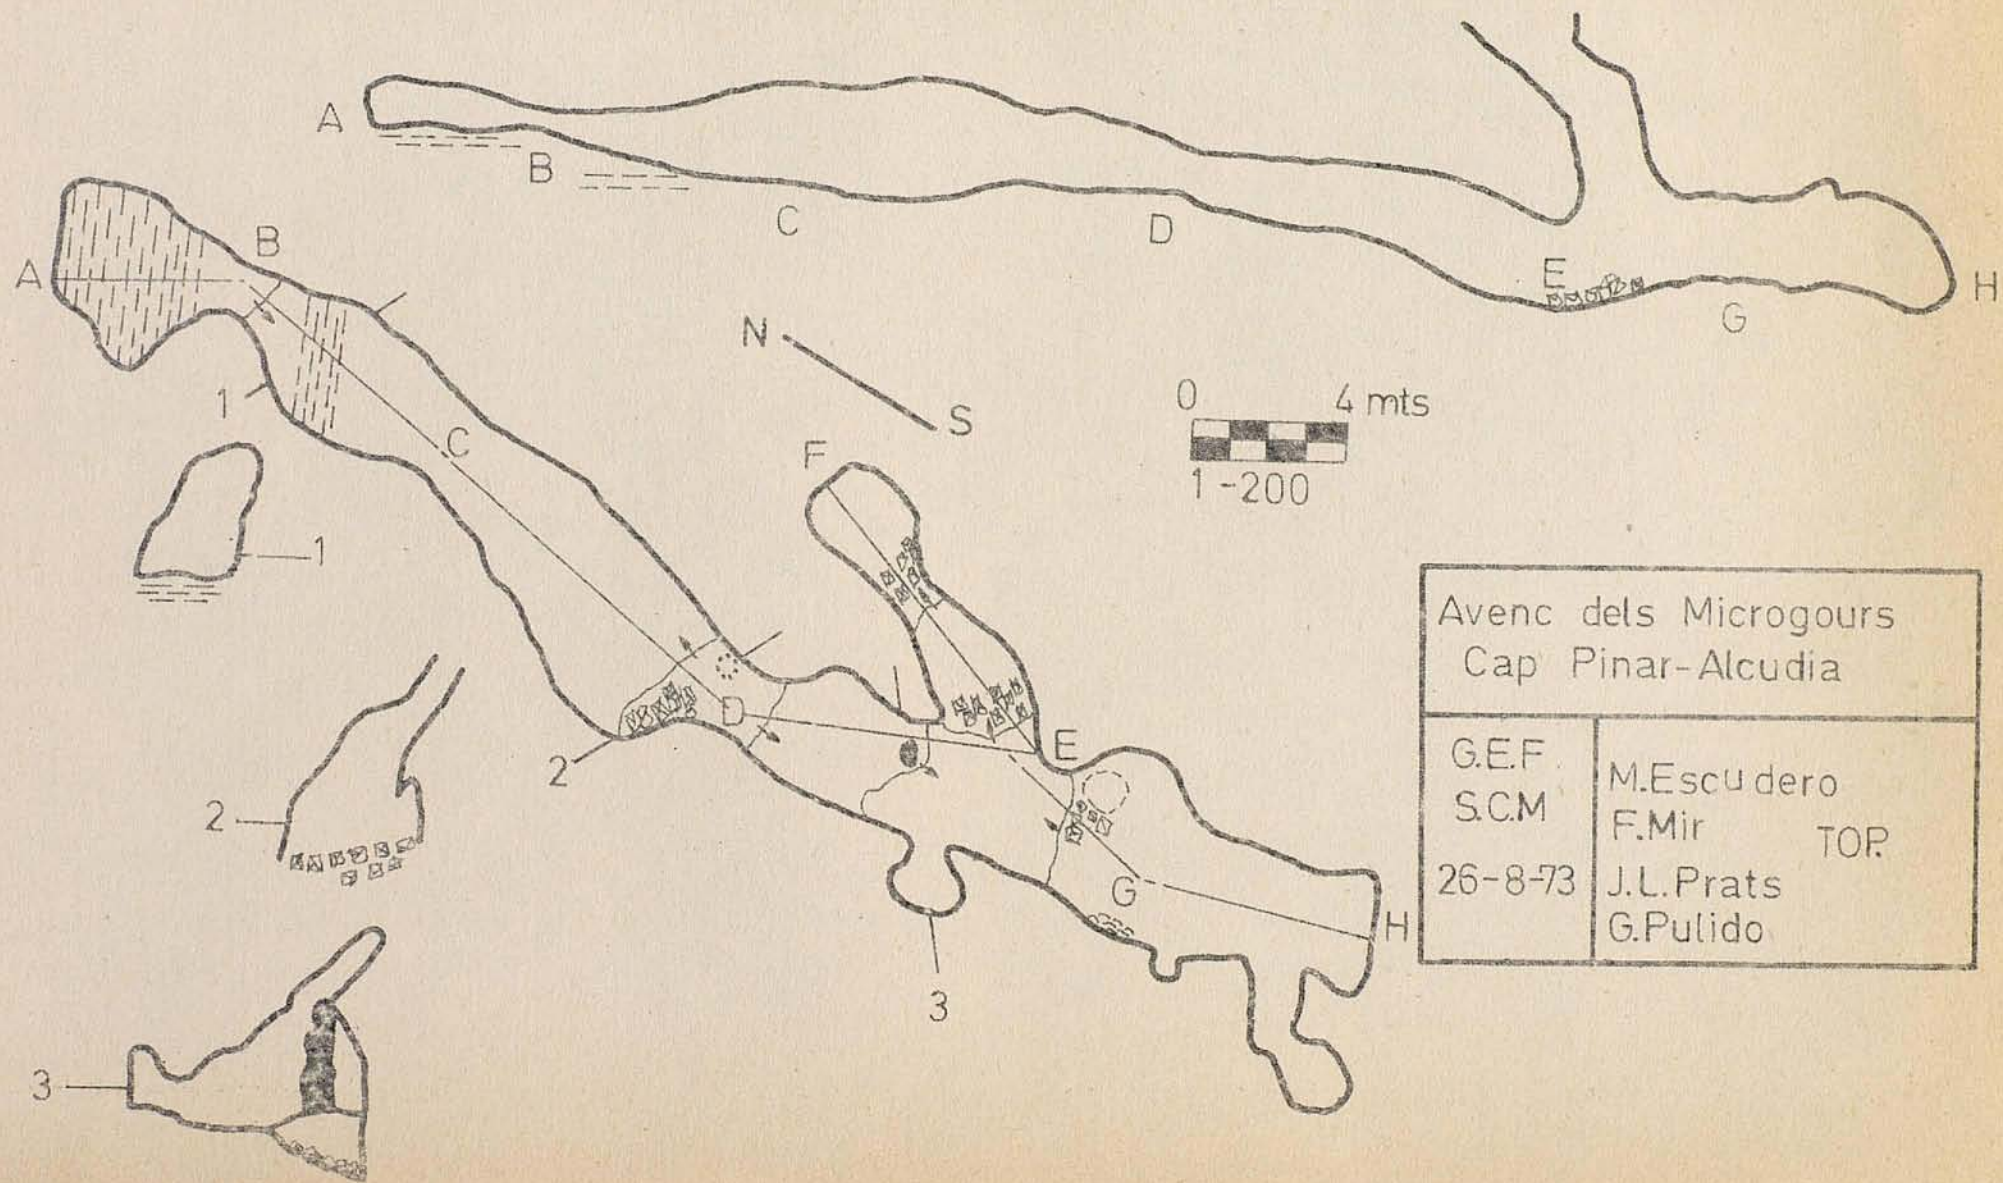 A
B
C
D
E
G
H
A
B
C
1
1
N
S
F
0 4 mts
1-200
D
2
2
E
G
H
3
3
Avenc dels Microgours
Cap Pinar-Alcudia
G.E.F.
S.C.M
26-8-73
M.Escudero
F.Mir
TOP.
J.L.Prats
G.Pulido